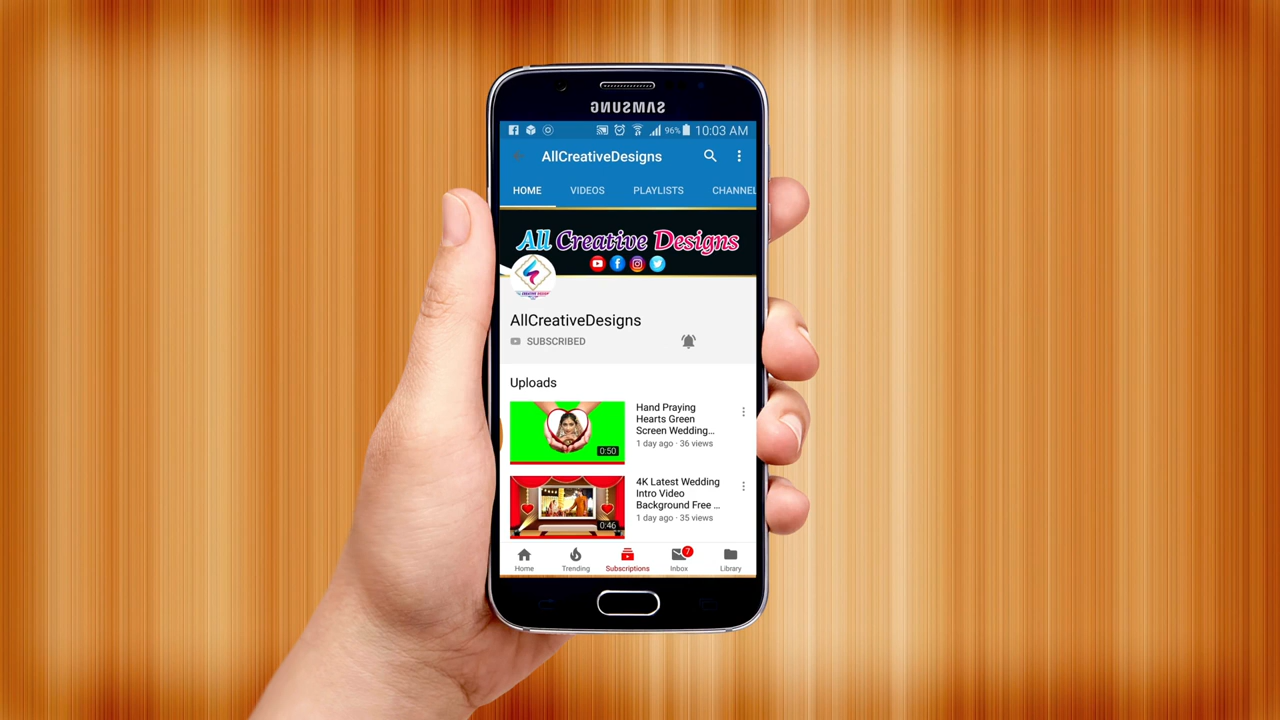 SAMSUNG
96% 10:03 AM
AllCreativeDesigns
HOME VIDEOS PLAYLISTS CHANNEL
All Creative Designs
AllCreativeDesigns
SUBSCRIBED
Uploads
Hand Praying
Hearts Green
Screen Wedding...
1 day ago · 36 views
0:50
4K Latest Wedding
Intro Video
Background Free ...
1 day ago · 35 views
0:46
7
Home Trending Subscriptions Inbox Library